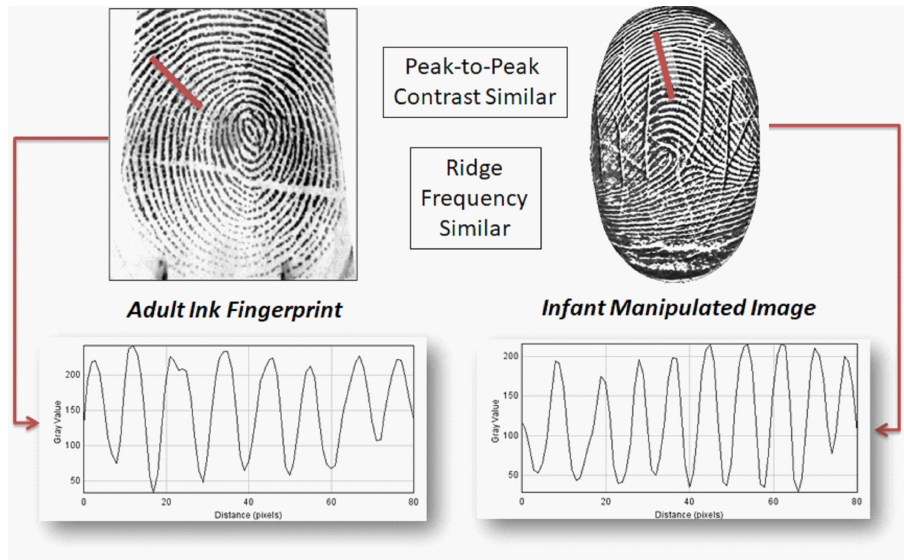 Peak-to-Peak
Contrast Similar
Ridge
Frequency
Similar
Adult Ink Fingerprint
Infant Manipulated Image
200
150
100
50
Gray Value
0
20
40
60
80
Distance (pixels)
200
150
100
50
Gray Value
0
20
40
60
80
Distance (pixels)